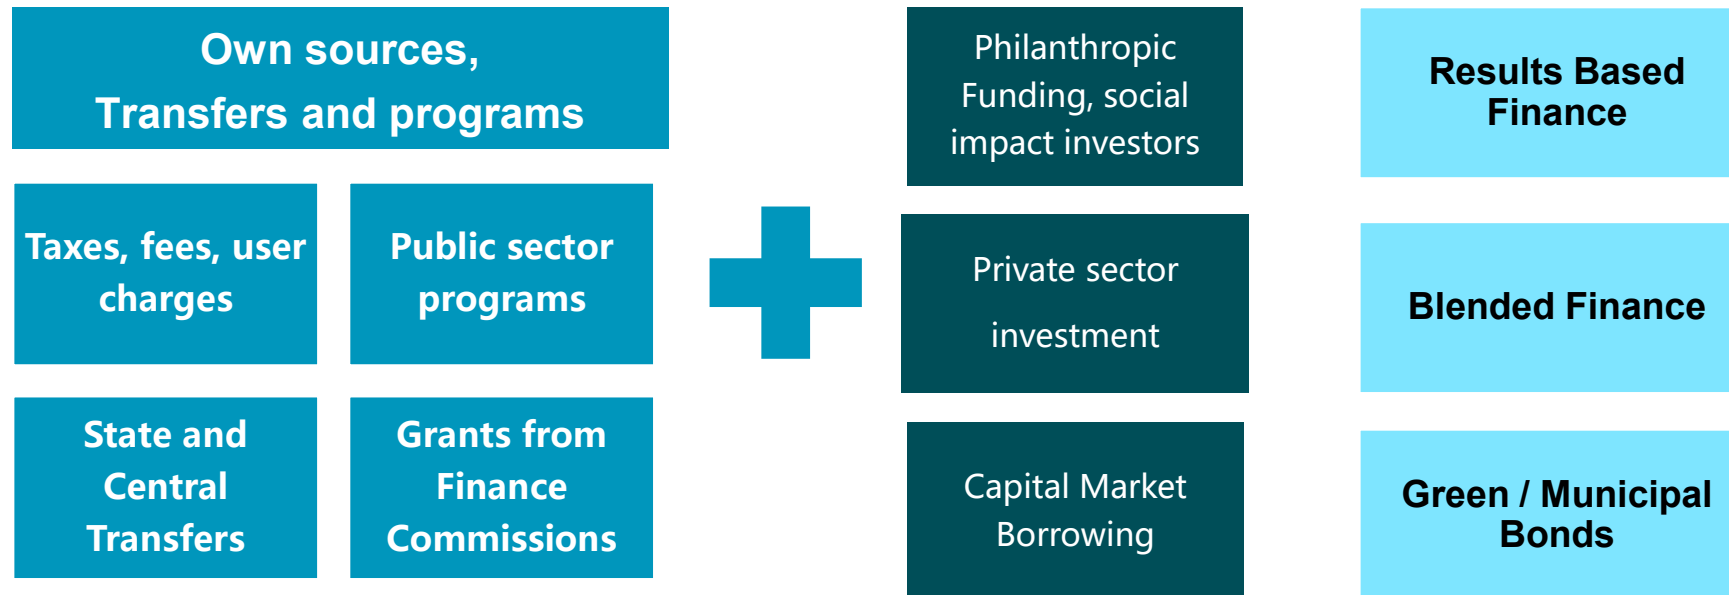 Own sources,
Transfers and programs
Taxes, fees, user
charges
Public sector
programs
State and
Central
Transfers
Grants from
Finance
Commissions
Philanthropic
Funding, social
impact investors
Private sector
investment
Capital Market
Borrowing
Results Based
Finance
Blended Finance
Green / Municipal
Bonds